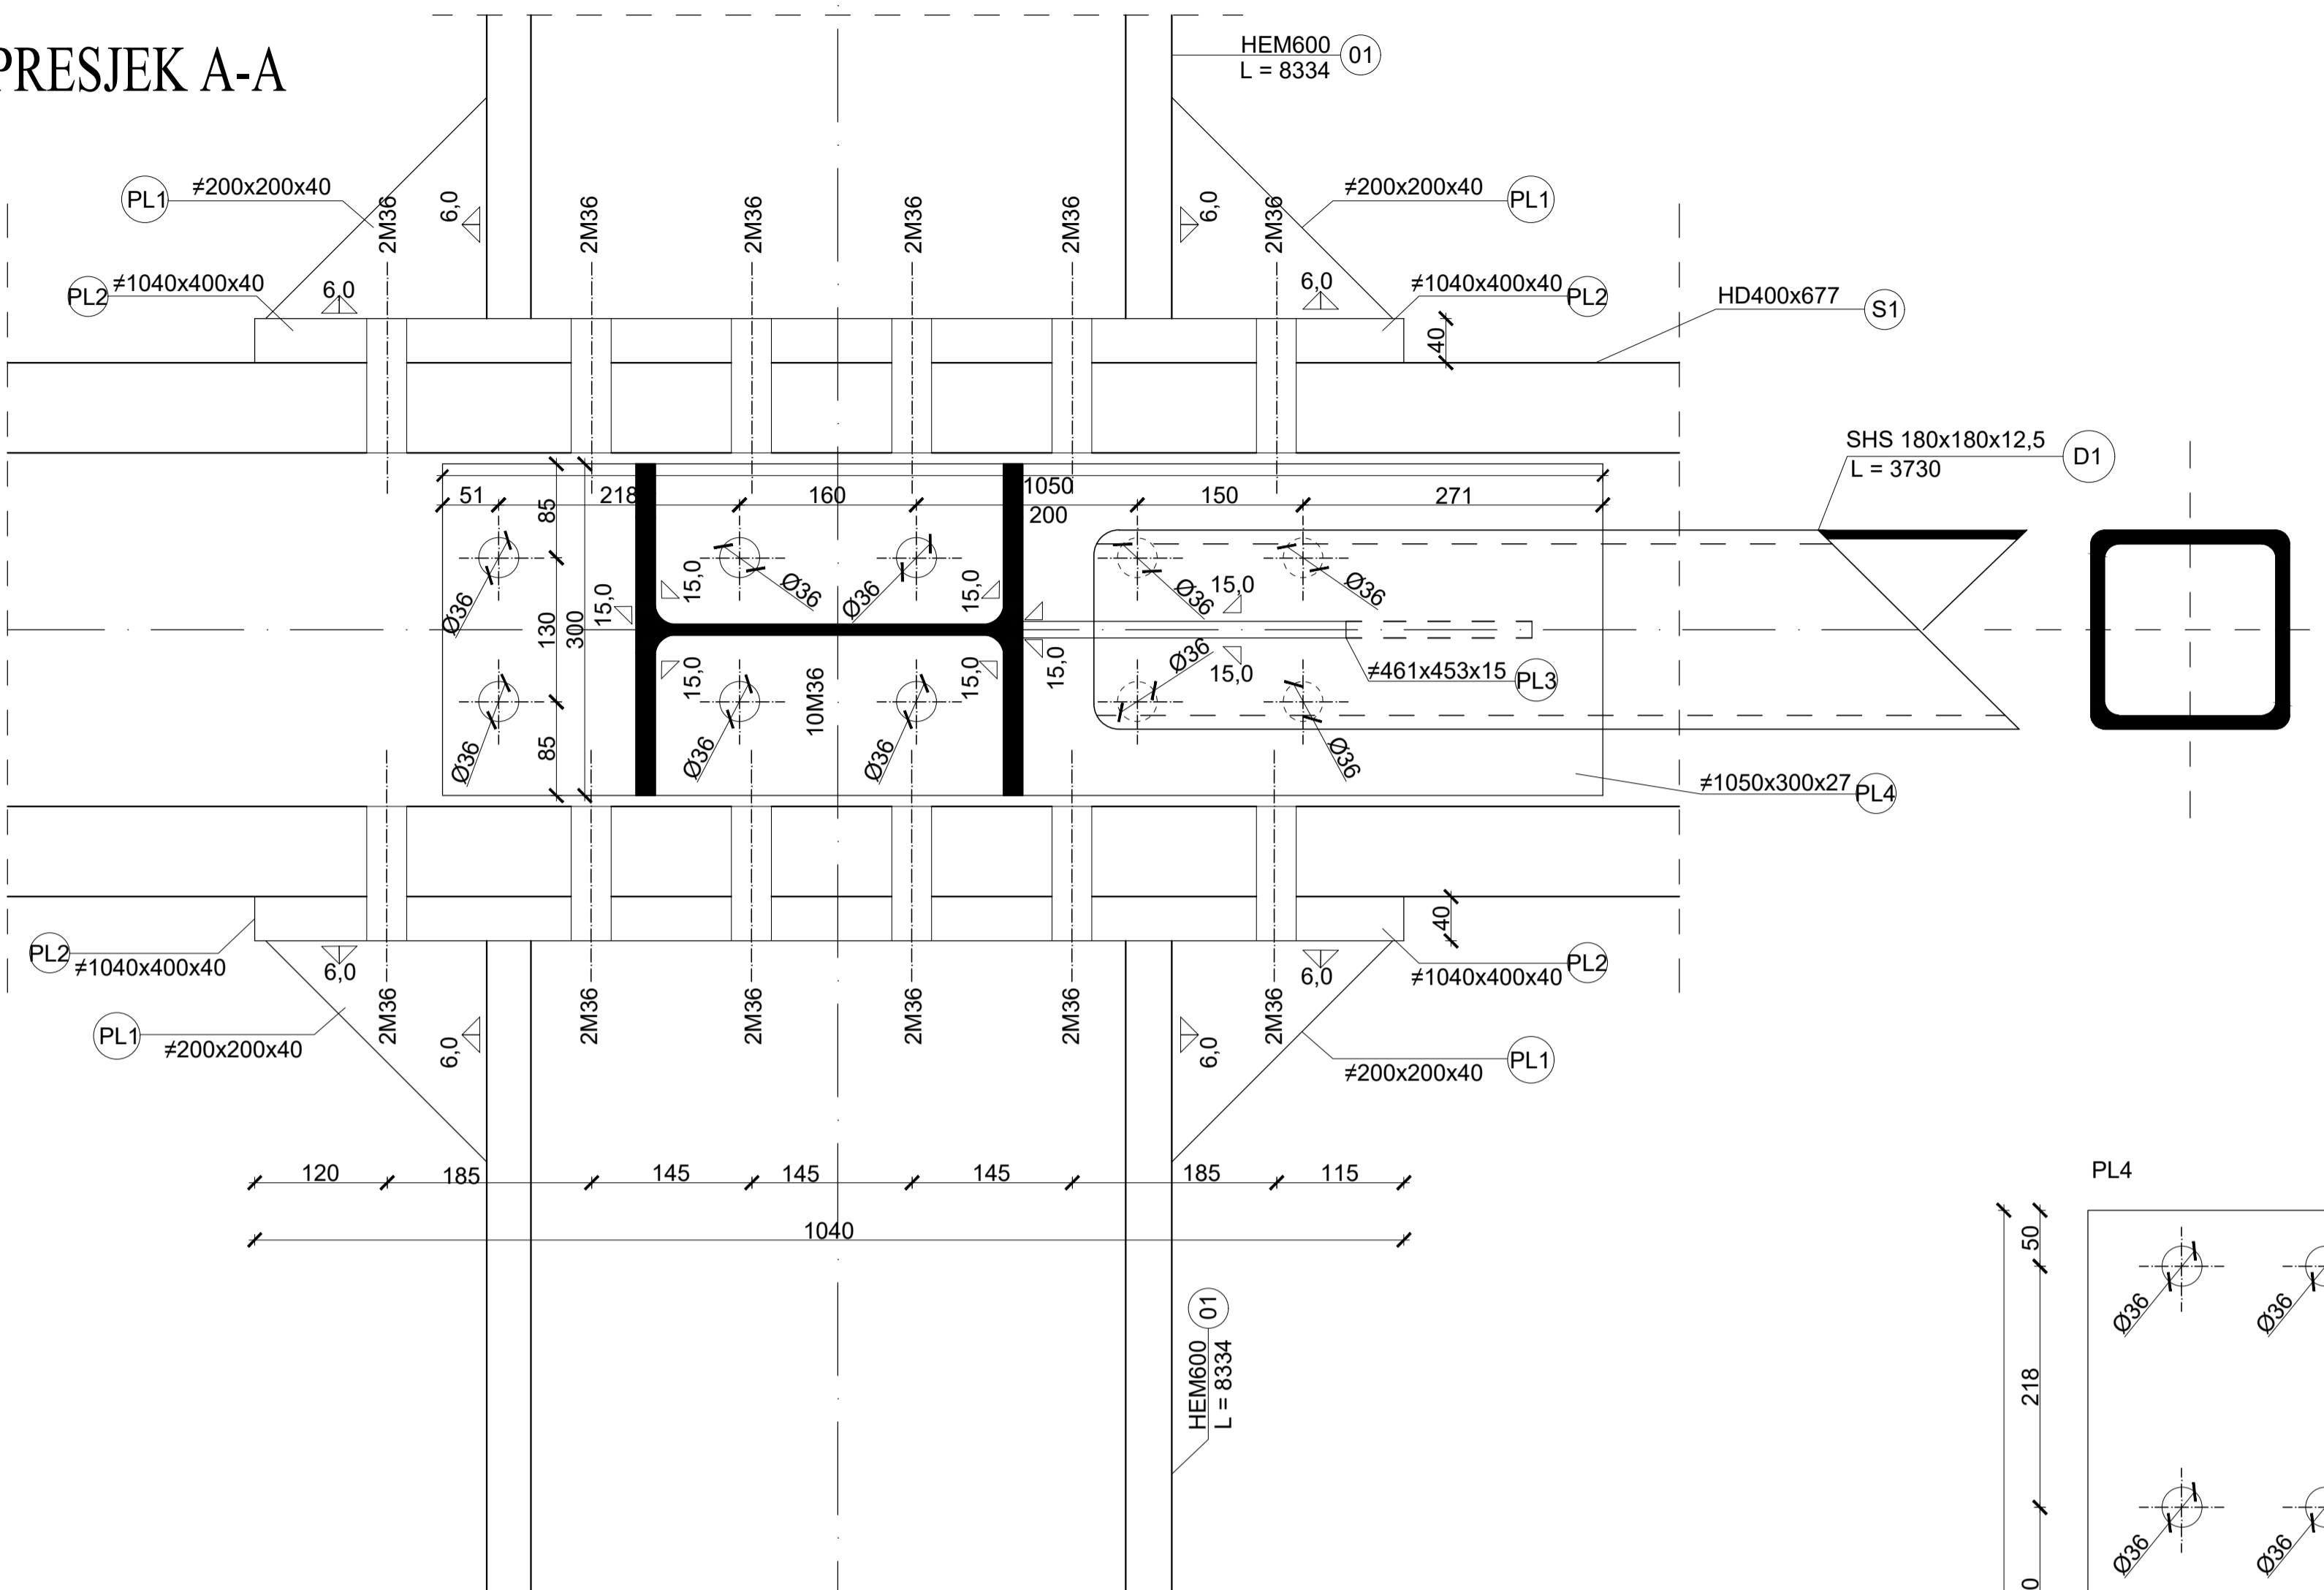 PRESJEK A-A
HEM600
L = 8334
01
PL1
≠200x200x40
≠200x200x40
PL1
6,0
6,0
2M36
2M36
2M36
2M36
2M36
2M36
PL2
≠1040x400x40
6,0
6,0
≠1040x400x40
PL2
HD400x677
S1
40
SHS 180x180x12,5
L = 3730
D1
51
218
160
1050
200
150
271
85
130
300
85
Ø36
Ø36
Ø36
Ø36
Ø36
15,0
15,0
15,0
15,0
15,0
15,0
15,0
15,0
Ø36
Ø36
Ø36
Ø36
Ø36
10M36
≠461x453x15
PL3
≠1050x300x27
PL4
40
PL2
≠1040x400x40
6,0
6,0
≠1040x400x40
PL2
2M36
2M36
2M36
2M36
2M36
2M36
PL1
≠200x200x40
6,0
6,0
≠200x200x40
PL1
120
185
145
145
145
185
115
1040
HEM600
L = 8334
01
PL4
50
218
Ø36
Ø36
Ø36
Ø36